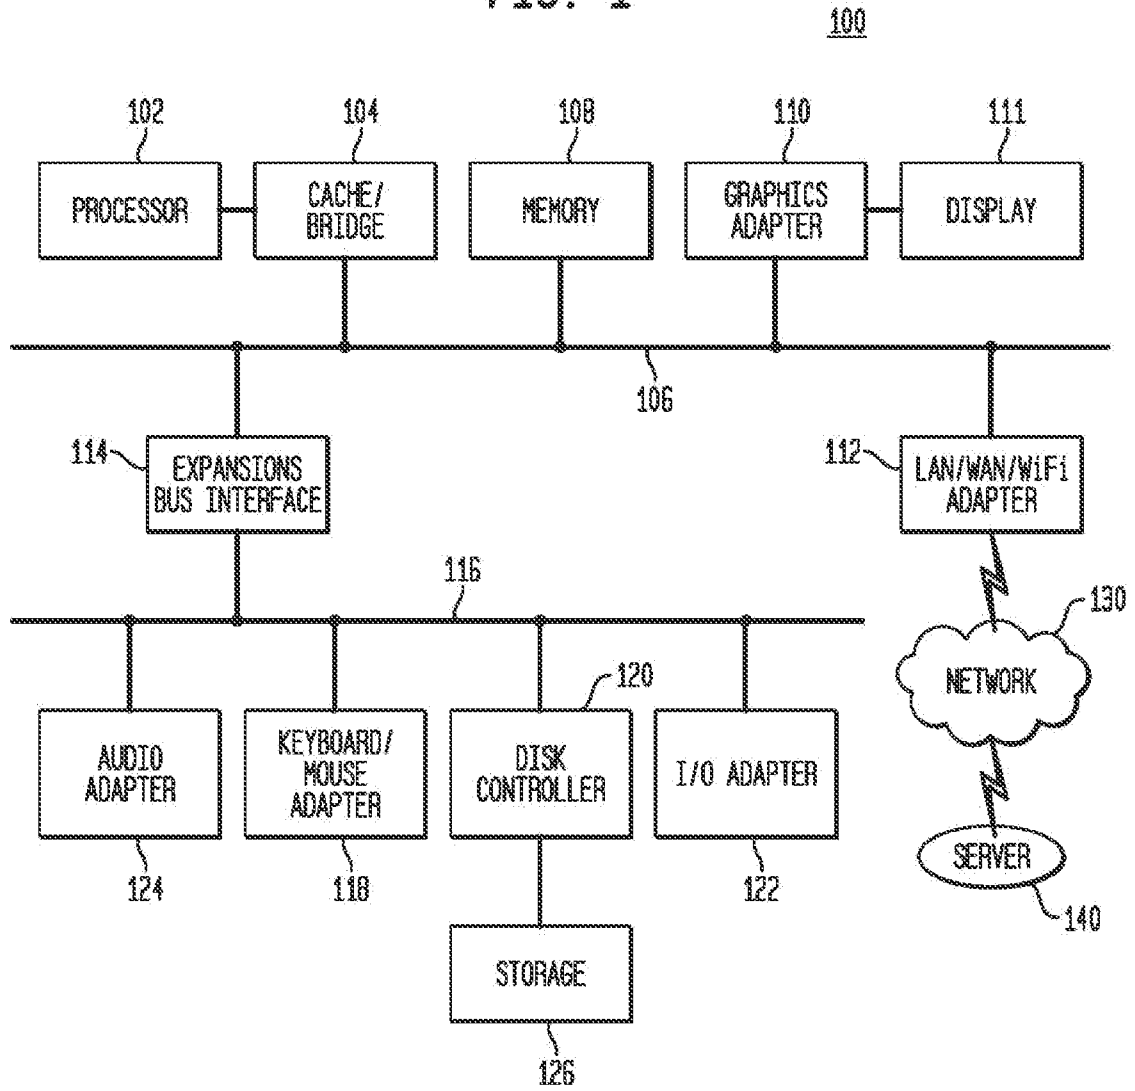 FIG. 1
100
102
104
108
110
111
PROCESSOR
CACHE/
BRIDGE
MEMORY
GRAPHICS
ADAPTER
DISPLAY
106
114
EXPANSIONS
BUS INTERFACE
112
LAN/WAN/WiFi
ADAPTER
116
130
NETWORK
120
AUDIO
ADAPTER
KEYBOARD/
MOUSE
ADAPTER
DISK
CONTROLLER
I/O ADAPTER
SERVER
124
118
122
140
STORAGE
126